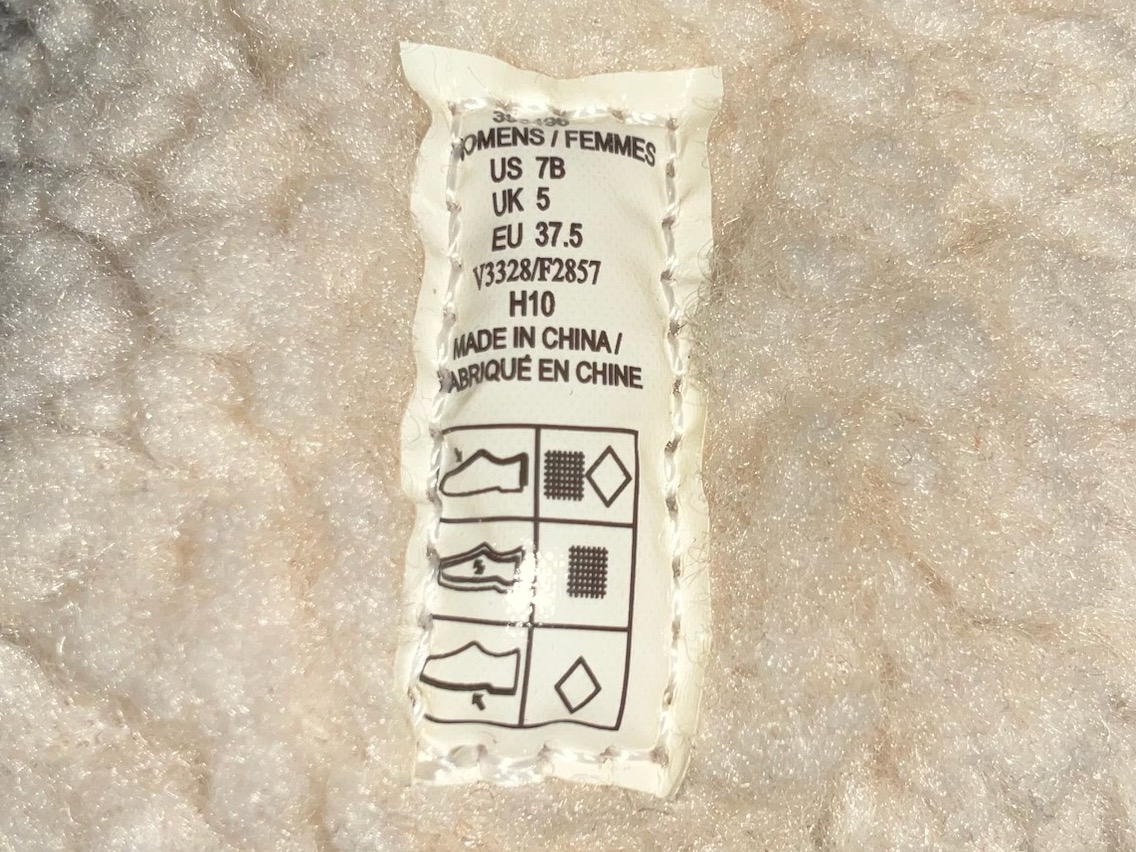 WOMENS / FEMMES
US 7B
UK 5
EU 37.5
V3328/F2857
H10
MADE IN CHINA /
FABRIQUÉ EN CHINE